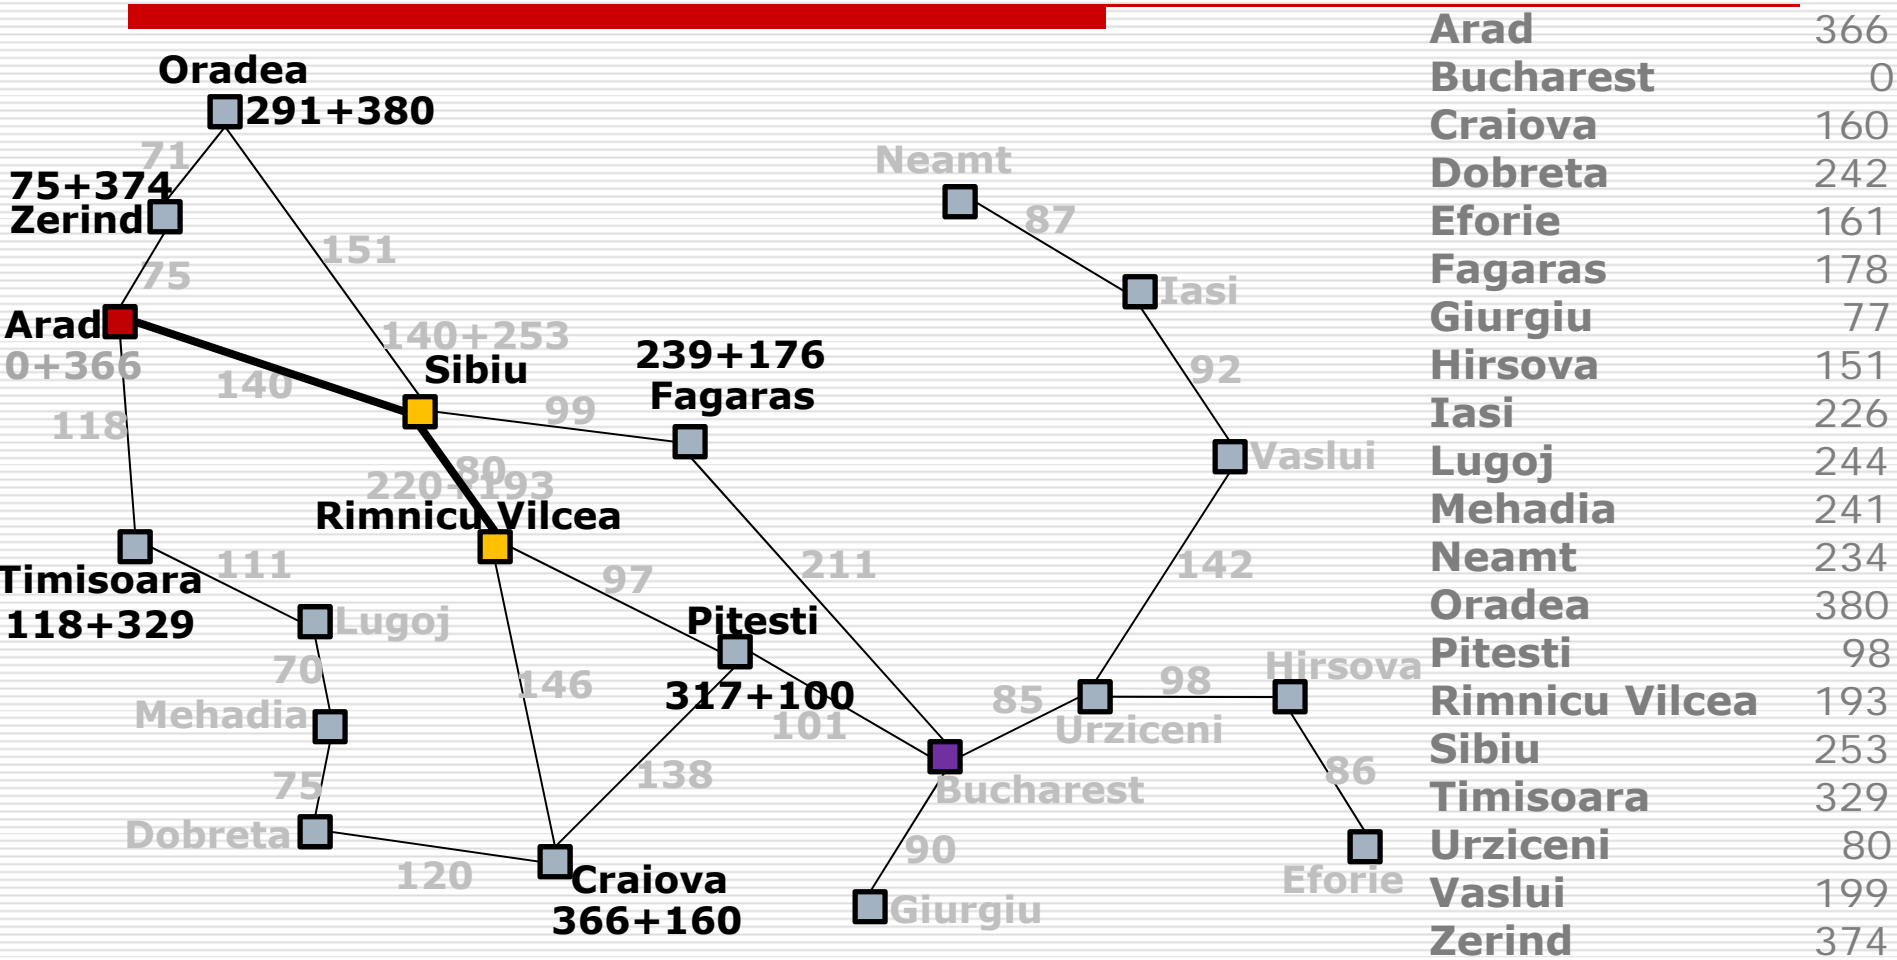 Oradea
291+380
71
75+374
Zerind
151
75
Arad
0+366
140+253
Sibiu
140
118
239+176
Fagaras
99
80
220+193
Rimnicu Vilcea
Timisoara
118+329
111
97
211
Lugoj
Pitesti
317+100
70
146
Mehadia
101
75
138
Dobreta
120
Craiova
366+160
Neamt
87
Iasi
92
Vaslui
142
85
98
Hirsova
Urziceni
Bucharest
86
90
Giurgiu
Eforie
Arad 366
Bucharest 0
Craiova 160
Dobreta 242
Eforie 161
Fagaras 178
Giurgiu 77
Hirsova 151
Iasi 226
Lugoj 244
Mehadia 241
Neamt 234
Oradea 380
Pitesti 98
Rimnicu Vilcea 193
Sibiu 253
Timisoara 329
Urziceni 80
Vaslui 199
Zerind 374